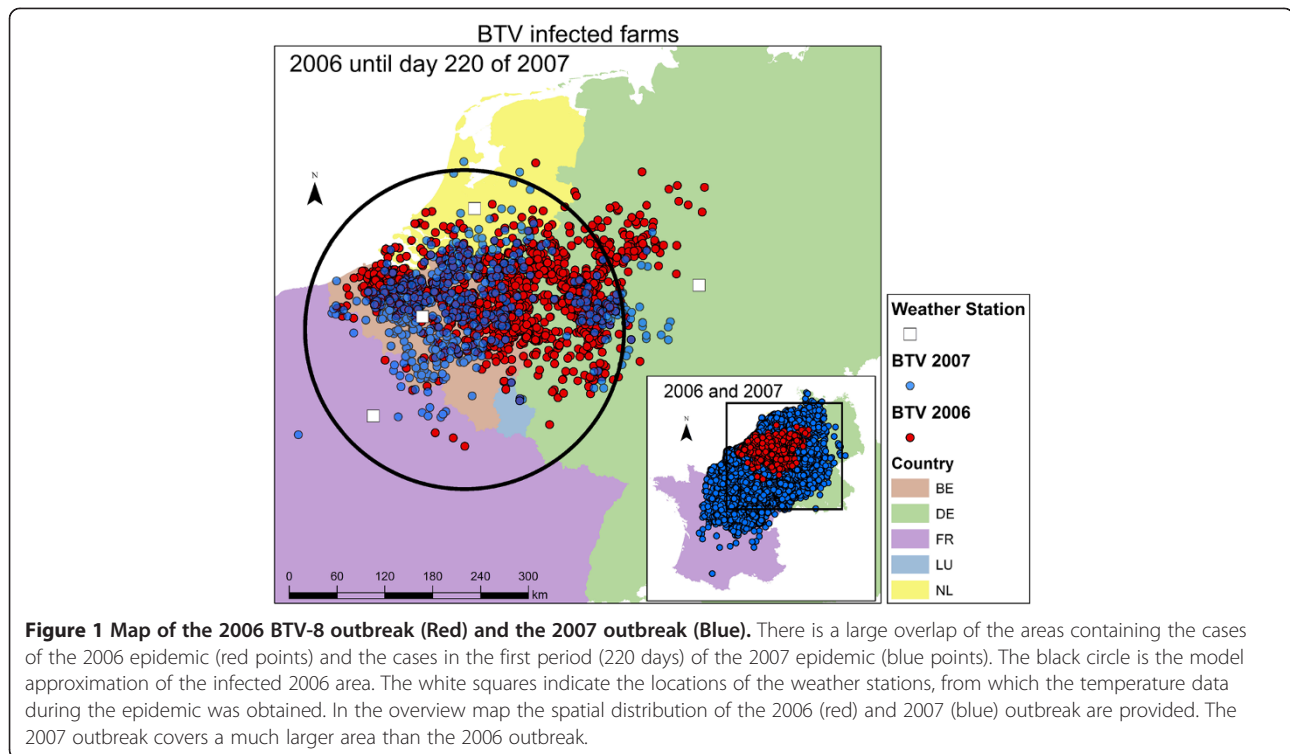 BTV infected farms
2006 until day 220 of 2007
N
2006 and 2007
N
0 60 120 180 240 300
km
Weather Station
BTV 2007
BTV 2006
Country
BE
DE
FR
LU
NL
Figure 1 Map of the 2006 BTV-8 outbreak (Red) and the 2007 outbreak (Blue). There is a large overlap of the areas containing the cases
of the 2006 epidemic (red points) and the cases in the first period (220 days) of the 2007 epidemic (blue points). The black circle is the model
approximation of the infected 2006 area. The white squares indicate the locations of the weather stations, from which the temperature data
during the epidemic was obtained. In the overview map the spatial distribution of the 2006 (red) and 2007 (blue) outbreak are provided. The
2007 outbreak covers a much larger area than the 2006 outbreak.